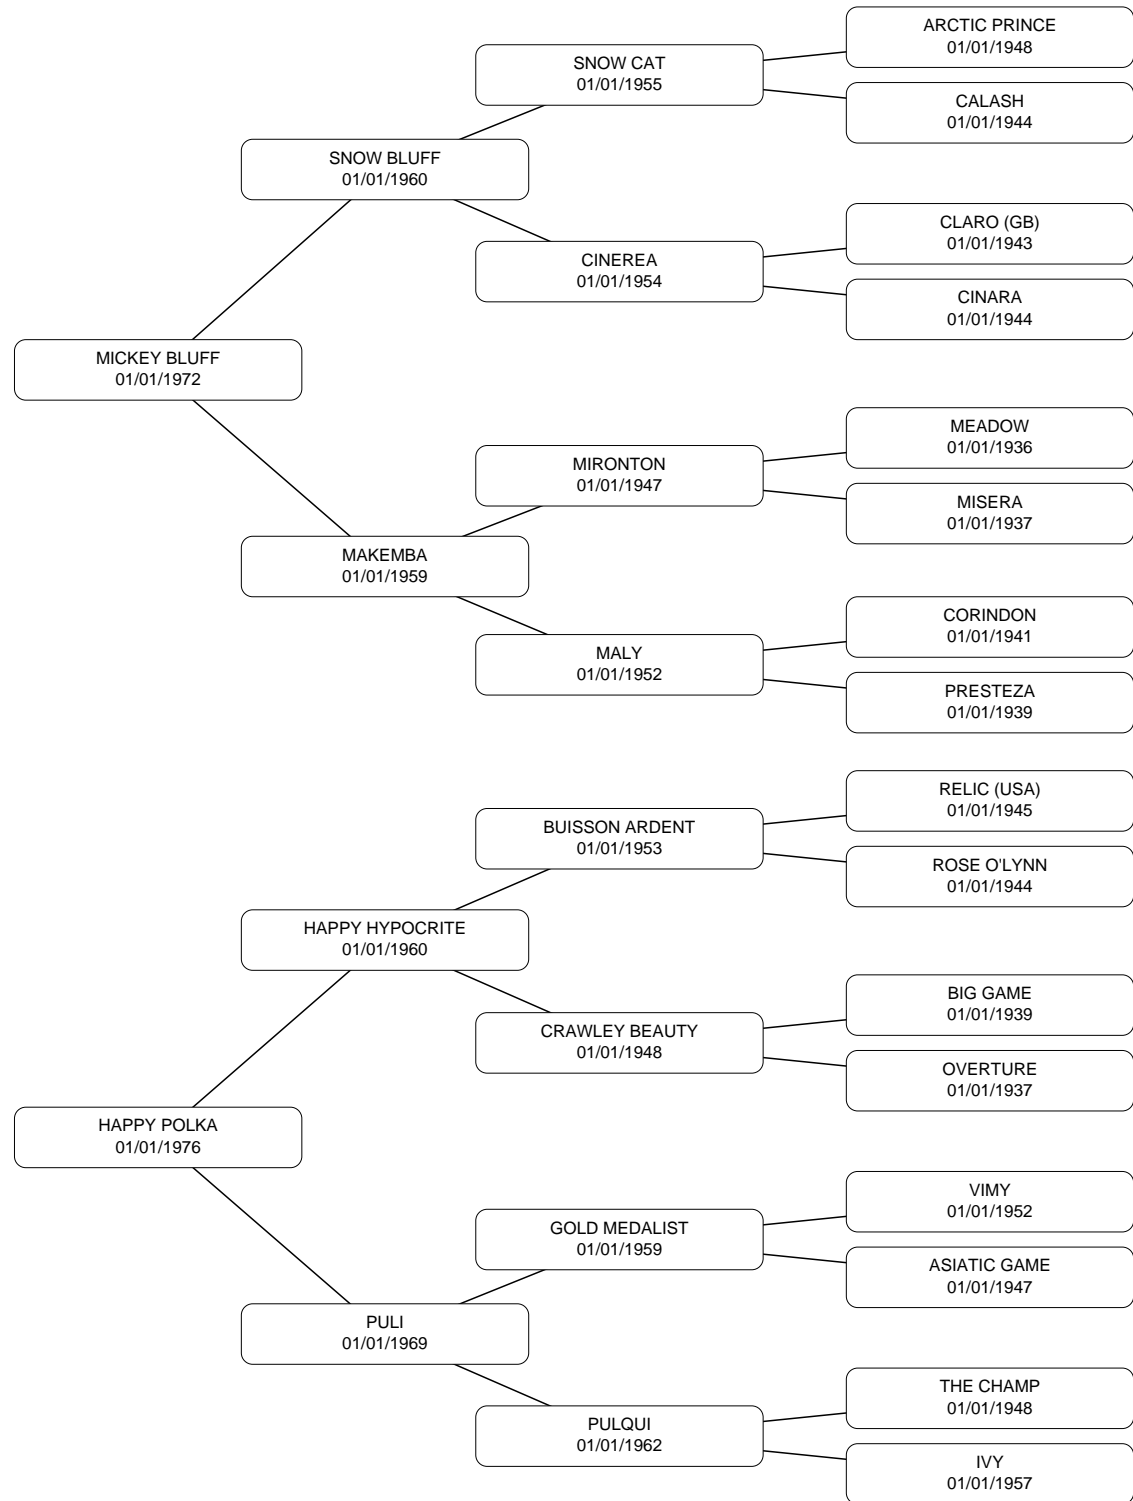 ARCTIC PRINCE
01/01/1948
SNOW CAT
01/01/1955
CALASH
01/01/1944
SNOW BLUFF
01/01/1960
CLARO (GB)
01/01/1943
CINEREA
01/01/1954
CINARA
01/01/1944
MICKEY BLUFF
01/01/1972
MEADOW
01/01/1936
MIRONTON
01/01/1947
MISERA
01/01/1937
MAKEMBA
01/01/1959
CORINDON
01/01/1941
MALY
01/01/1952
PRESTEZA
01/01/1939
RELIC (USA)
01/01/1945
BUISSON ARDENT
01/01/1953
ROSE O'LYNN
01/01/1944
HAPPY HYPOCRITE
01/01/1960
BIG GAME
01/01/1939
CRAWLEY BEAUTY
01/01/1948
OVERTURE
01/01/1937
HAPPY POLKA
01/01/1976
VIMY
01/01/1952
GOLD MEDALIST
01/01/1959
ASIATIC GAME
01/01/1947
PULI
01/01/1969
THE CHAMP
01/01/1948
PULQUI
01/01/1962
IVY
01/01/1957